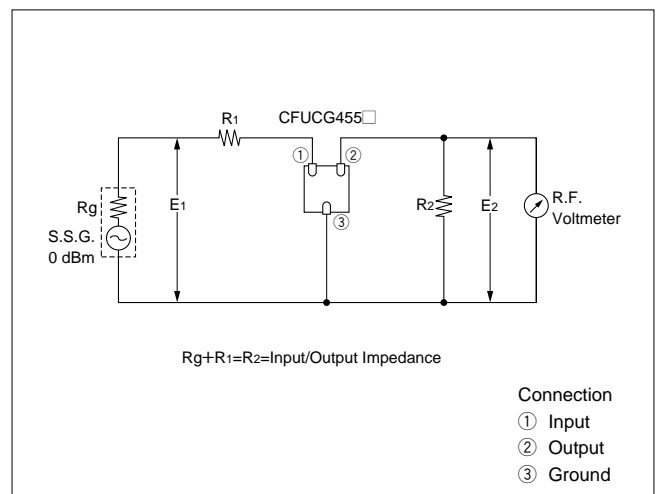 R1
CFUCG455□
① ②
Rg
S.S.G.
0 dBm
E1
R2
E2
R.F.
Voltmeter
③
Rg+R1=R2=Input/Output Impedance
Connection
① Input
② Output
③ Ground